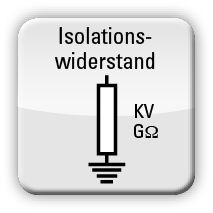 Isolations-
widerstand
KV
GΩ